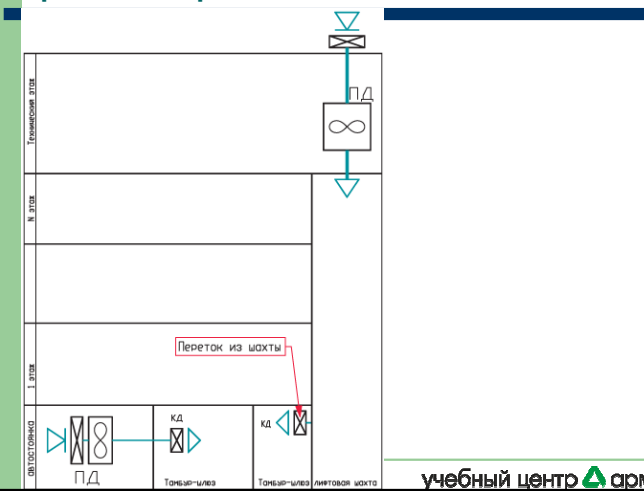 ПД
Технический этаж
N этаж
Переток из шахты
1 этаж
автостоянка
КД
КД
ПД
Тамбур-шлюз
Тамбур-шлюз
лифтовая шахта
учебный центр